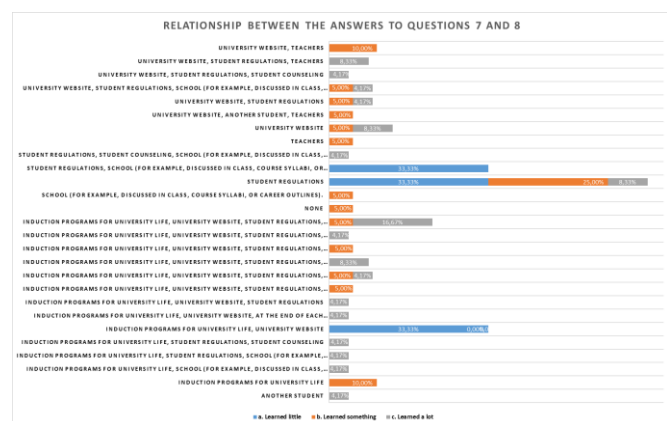 RELATIONSHIP BETWEEN THE ANSWERS TO QUESTIONS 7 AND 8
UNIVERSITY WEBSITE, TEACHERS 10,00%
UNIVERSITY WEBSITE, STUDENT REGULATIONS, TEACHERS 8,33%
UNIVERSITY WEBSITE, STUDENT REGULATIONS, STUDENT COUNSELING 4,17%
UNIVERSITY WEBSITE, STUDENT REGULATIONS, SCHOOL (FOR EXAMPLE, DISCUSSED IN CLASS,... 5,00% 4,17%
UNIVERSITY WEBSITE, STUDENT REGULATIONS 5,00% 4,17%
UNIVERSITY WEBSITE, ANOTHER STUDENT, TEACHERS 5,00%
UNIVERSITY WEBSITE 5,00% 8,33%
TEACHERS 5,00%
STUDENT REGULATIONS, STUDENT COUNSELING, SCHOOL (FOR EXAMPLE, DISCUSSED IN CLASS,... 4,17%
STUDENT REGULATIONS, SCHOOL (FOR EXAMPLE, DISCUSSED IN CLASS, COURSE SYLLABI, OR... 33,33%
STUDENT REGULATIONS 33,33% 25,00% 8,33%
SCHOOL (FOR EXAMPLE, DISCUSSED IN CLASS, COURSE SYLLABI, OR CAREER OUTLINES). 5,00%
NONE 5,00%
INDUCTION PROGRAMS FOR UNIVERSITY LIFE, UNIVERSITY WEBSITE, STUDENT REGULATIONS,... 5,00% 16,67%
INDUCTION PROGRAMS FOR UNIVERSITY LIFE, UNIVERSITY WEBSITE, STUDENT REGULATIONS,... 4,17%
INDUCTION PROGRAMS FOR UNIVERSITY LIFE, UNIVERSITY WEBSITE, STUDENT REGULATIONS,... 5,00%
INDUCTION PROGRAMS FOR UNIVERSITY LIFE, UNIVERSITY WEBSITE, STUDENT REGULATIONS,... 8,33%
INDUCTION PROGRAMS FOR UNIVERSITY LIFE, UNIVERSITY WEBSITE, STUDENT REGULATIONS,... 5,00% 4,17%
INDUCTION PROGRAMS FOR UNIVERSITY LIFE, UNIVERSITY WEBSITE, STUDENT REGULATIONS,... 5,00%
INDUCTION PROGRAMS FOR UNIVERSITY LIFE, UNIVERSITY WEBSITE, STUDENT REGULATIONS 4,17%
INDUCTION PROGRAMS FOR UNIVERSITY LIFE, UNIVERSITY WEBSITE, AT THE END OF EACH... 4,17%
INDUCTION PROGRAMS FOR UNIVERSITY LIFE, UNIVERSITY WEBSITE 33,33% 0,00%
INDUCTION PROGRAMS FOR UNIVERSITY LIFE, STUDENT REGULATIONS, STUDENT COUNSELING 4,17%
INDUCTION PROGRAMS FOR UNIVERSITY LIFE, STUDENT REGULATIONS, SCHOOL (FOR EXAMPLE,... 4,17%
INDUCTION PROGRAMS FOR UNIVERSITY LIFE, SCHOOL (FOR EXAMPLE, DISCUSSED IN CLASS,... 4,17%
INDUCTION PROGRAMS FOR UNIVERSITY LIFE 10,00%
ANOTHER STUDENT 4,17%
a. Learned little b. Learned something c. Learned a lot